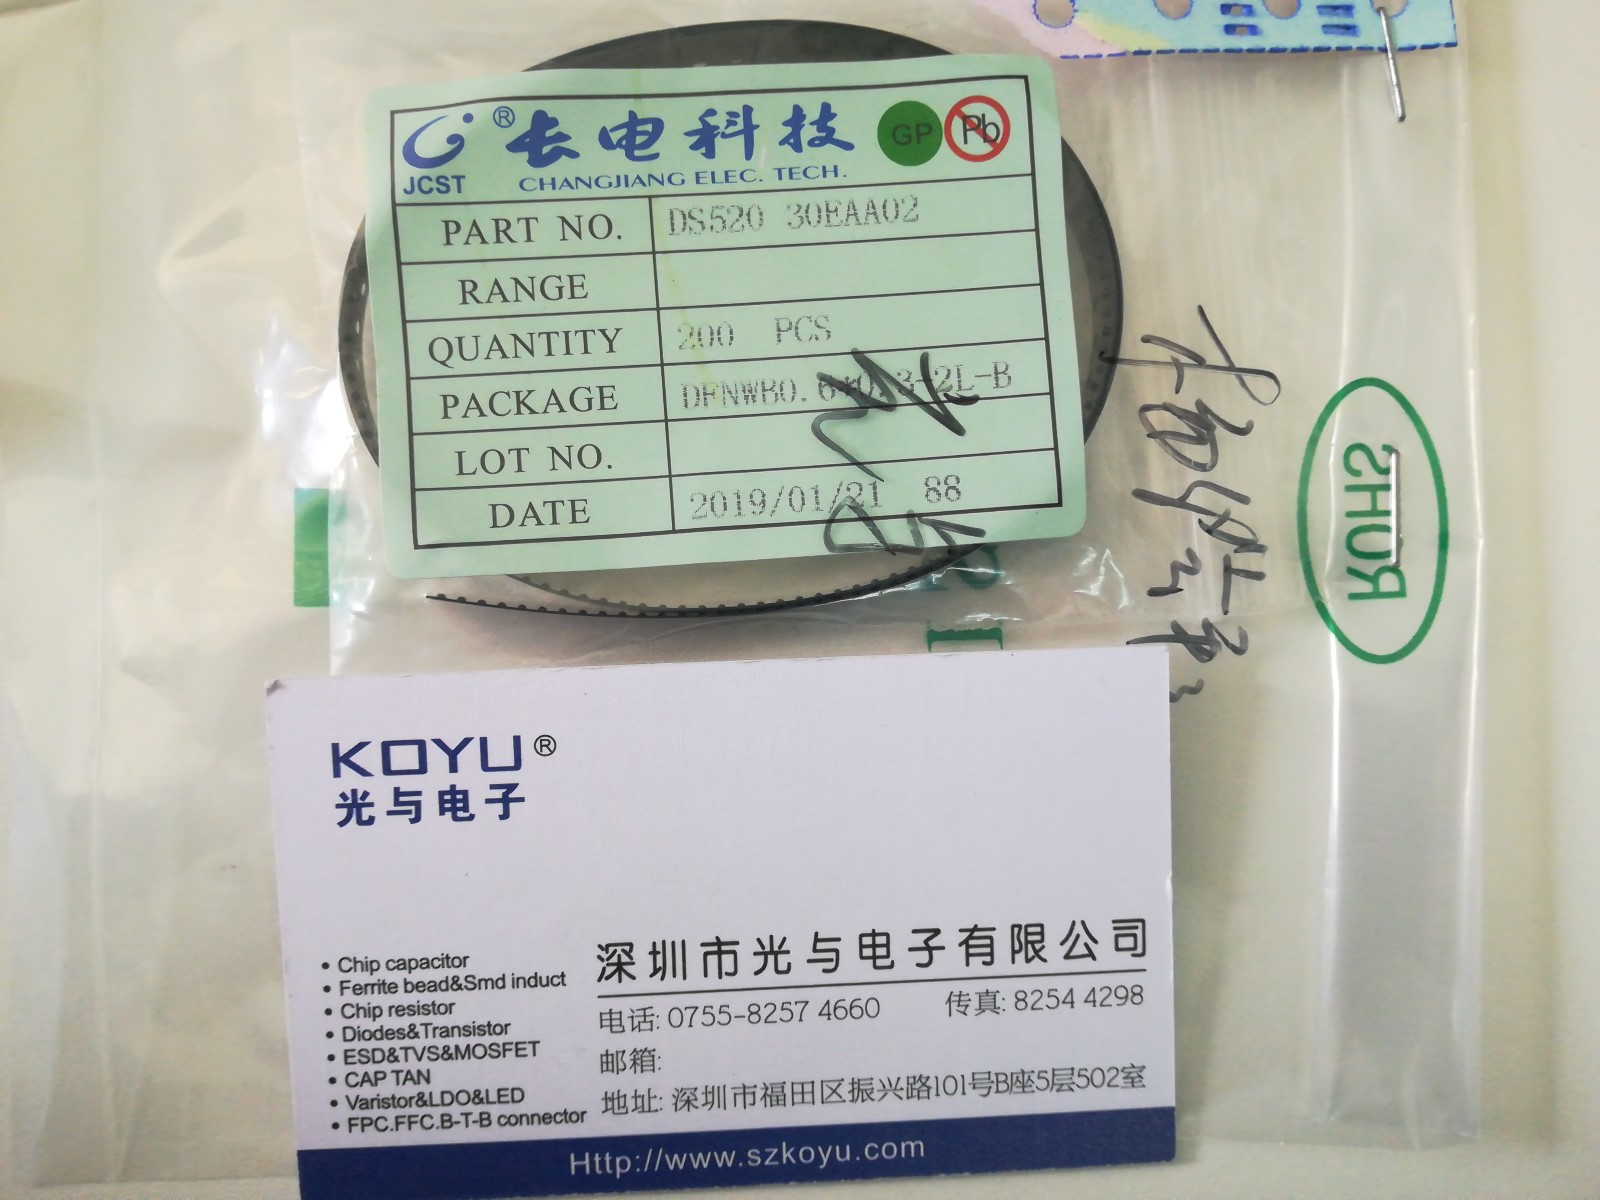 JCST ® 长电科技 GP Pb
CHANGJIANG ELEC. TECH.
PART NO. DS520 30EAA02
RANGE
QUANTITY 200 PCS
PACKAGE DFNWB0.6*0.3-2L-B
LOT NO.
DATE 2019/01/21 88
ROHS
KOYU®
光与电子
• Chip capacitor
• Ferrite bead&Smd induct
• Chip resistor
• Diodes&Transistor
• ESD&TVS&MOSFET
• CAP TAN
• Varistor&LDO&LED
• FPC.FFC.B-T-B connector
深圳市光与电子有限公司
电话: 0755-8257 4660 传真: 8254 4298
邮箱:
地址: 深圳市福田区振兴路101号B座5层502室
Http://www.szkoyu.com